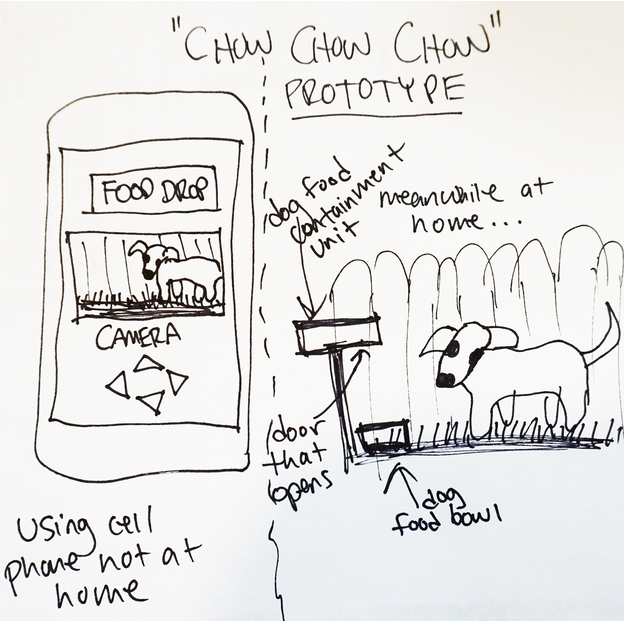 "CHOW CHOW CHOW"
PROTOTYPE
FOOD DROP
CAMERA
using cell
phone not at
home
dog food
containment
unit
meanwhile at
home...
door
that
opens
dog
food bowl